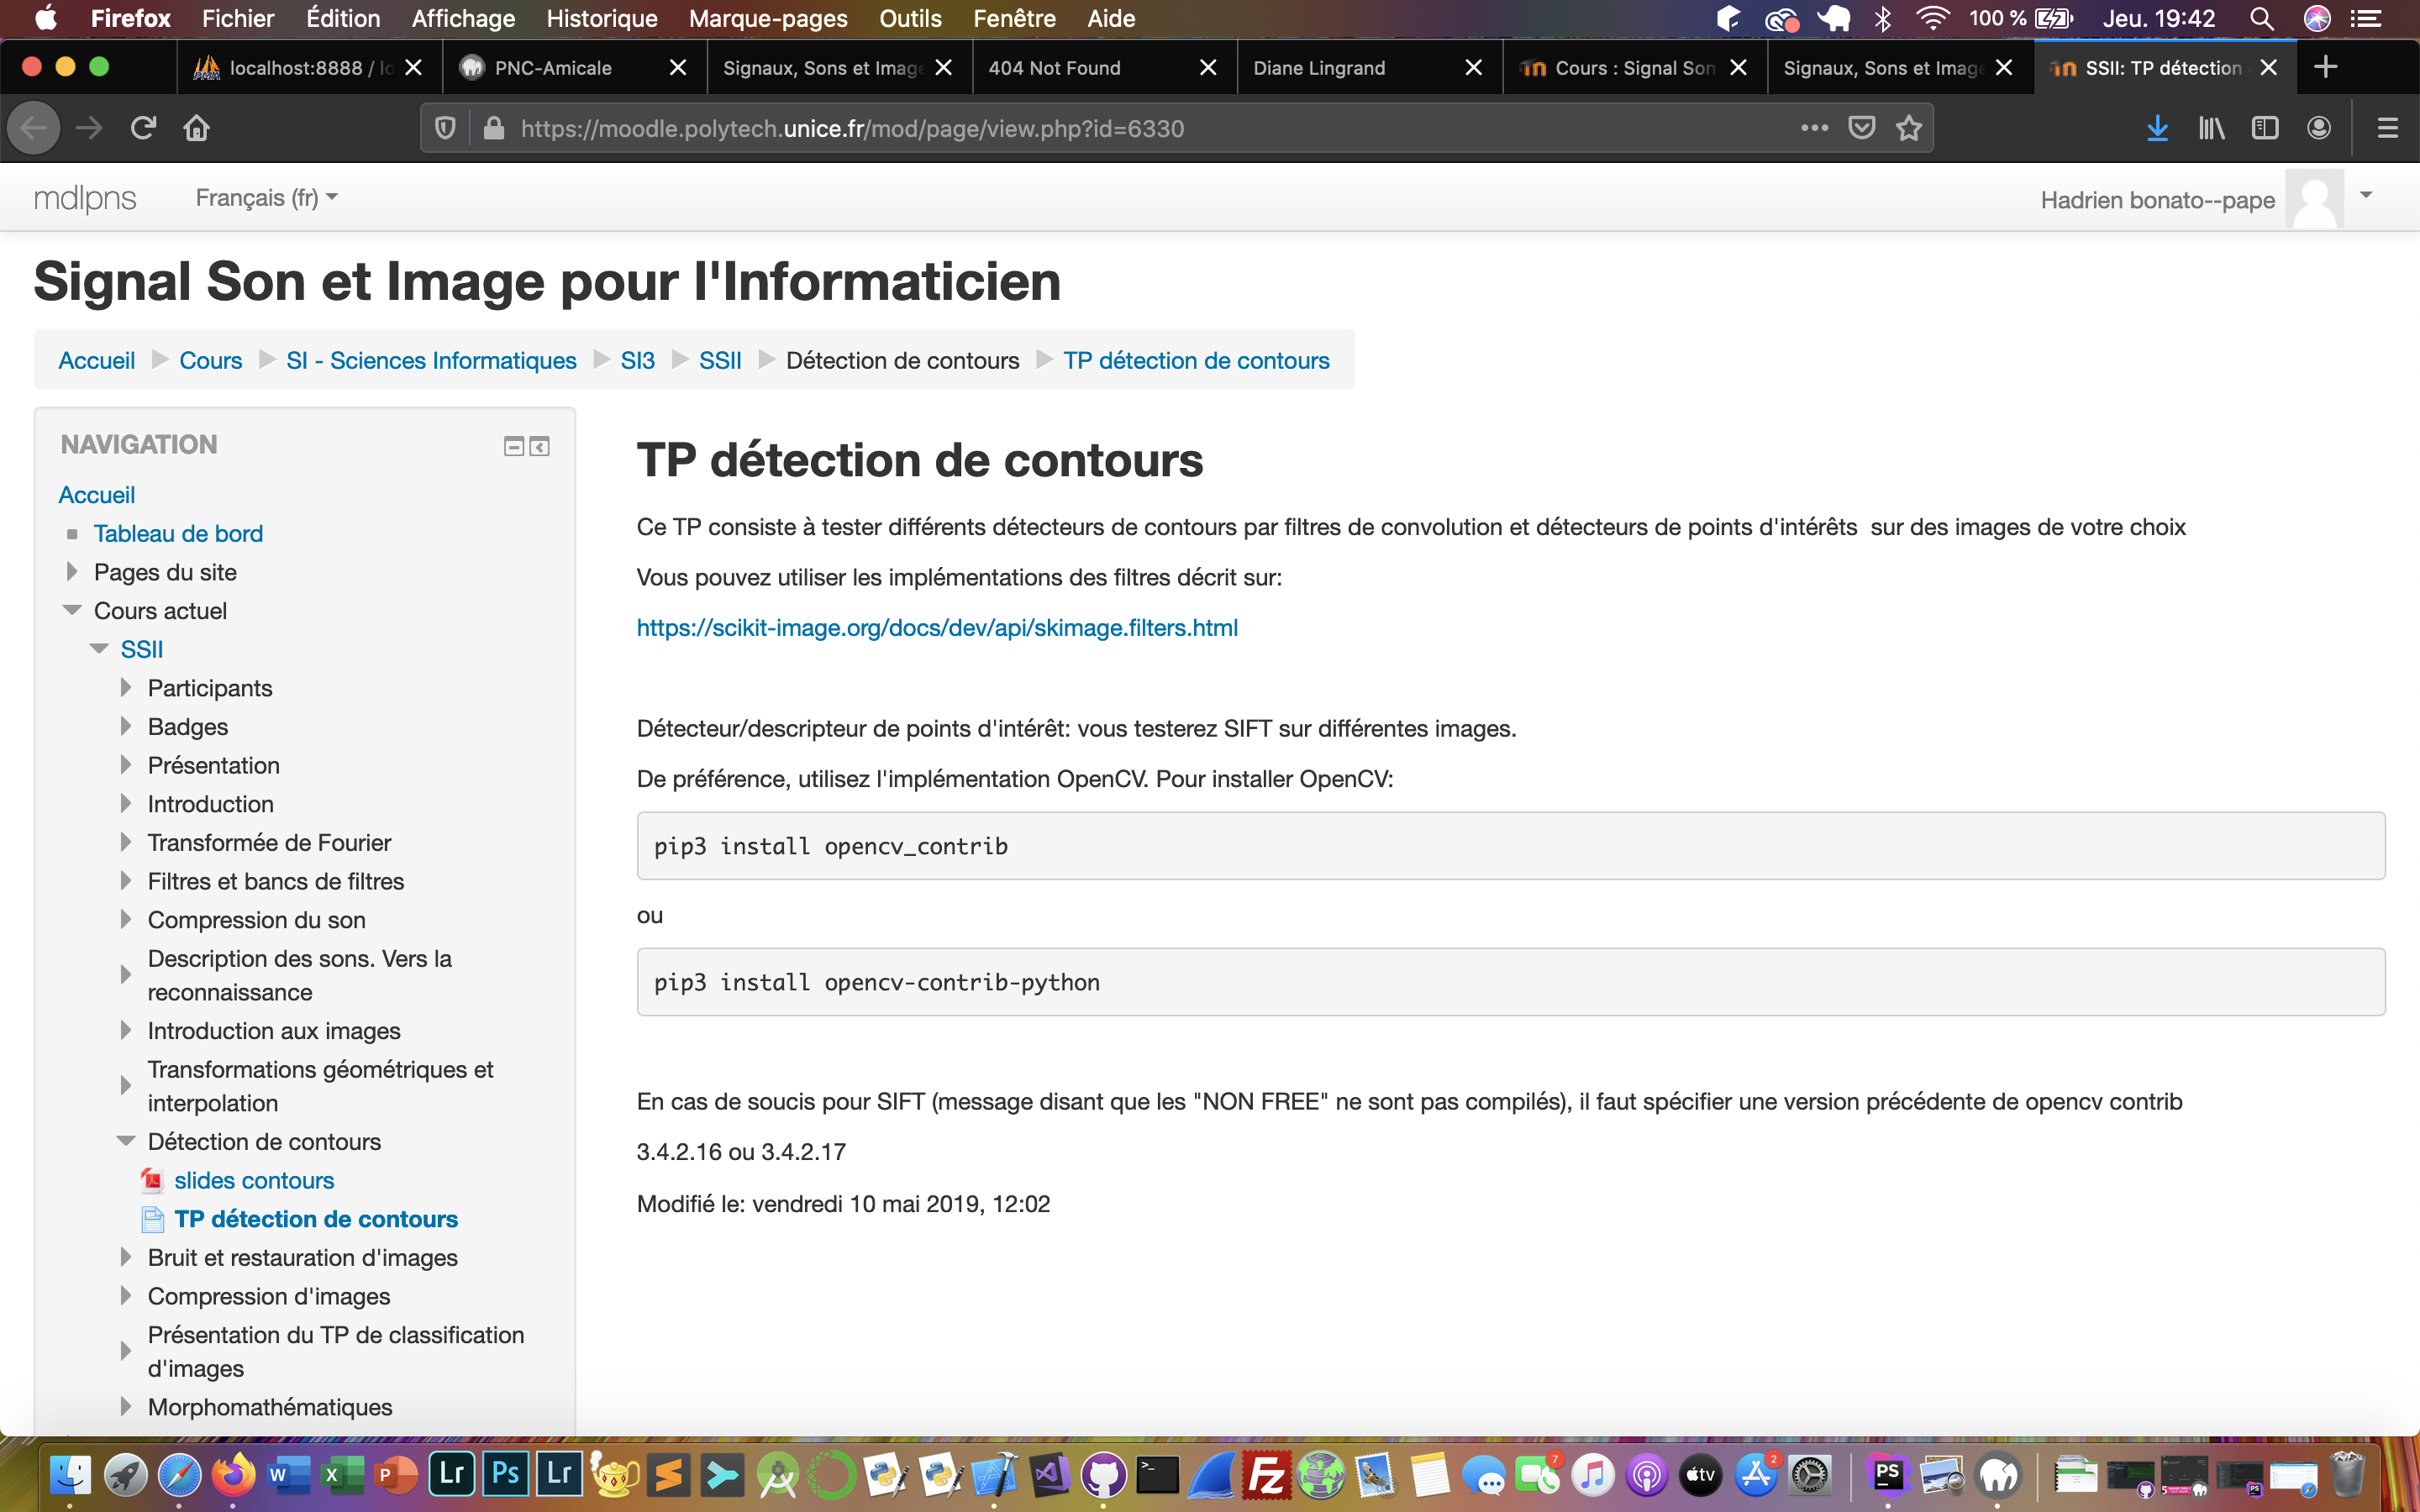 Firefox Fichier Édition Affichage Historique Marque-pages Outils Fenêtre Aide 100 % Jeu. 19:42
localhost:8888 / lo PNC-Amicale Signaux, Sons et Image 404 Not Found Diane Lingrand Cours : Signal Son Signaux, Sons et Image SSII: TP détection
https://moodle.polytech.unice.fr/mod/page/view.php?id=6330
mdlpns Français (fr) Hadrien bonato--pape
Signal Son et Image pour l'Informaticien
Accueil Cours SI - Sciences Informatiques SI3 SSII Détection de contours TP détection de contours
NAVIGATION
Accueil
Tableau de bord
Pages du site
Cours actuel
SSII
Participants
Badges
Présentation
Introduction
Transformée de Fourier
Filtres et bancs de filtres
Compression du son
Description des sons. Vers la
reconnaissance
Introduction aux images
Transformations géométriques et
interpolation
Détection de contours
slides contours
TP détection de contours
Bruit et restauration d'images
Compression d'images
Présentation du TP de classification
d'images
Morphomathématiques
TP détection de contours
Ce TP consiste à tester différents détecteurs de contours par filtres de convolution et détecteurs de points d'intérêts sur des images de votre choix
Vous pouvez utiliser les implémentations des filtres décrit sur:
https://scikit-image.org/docs/dev/api/skimage.filters.html
Détecteur/descripteur de points d'intérêt: vous testerez SIFT sur différentes images.
De préférence, utilisez l'implémentation OpenCV. Pour installer OpenCV:
pip3 install opencv_contrib
ou
pip3 install opencv-contrib-python
En cas de soucis pour SIFT (message disant que les "NON FREE" ne sont pas compilés), il faut spécifier une version précédente de opencv contrib
3.4.2.16 ou 3.4.2.17
Modifié le: vendredi 10 mai 2019, 12:02
W X P Lr Ps Lr S Fz 7 tv 2 PS